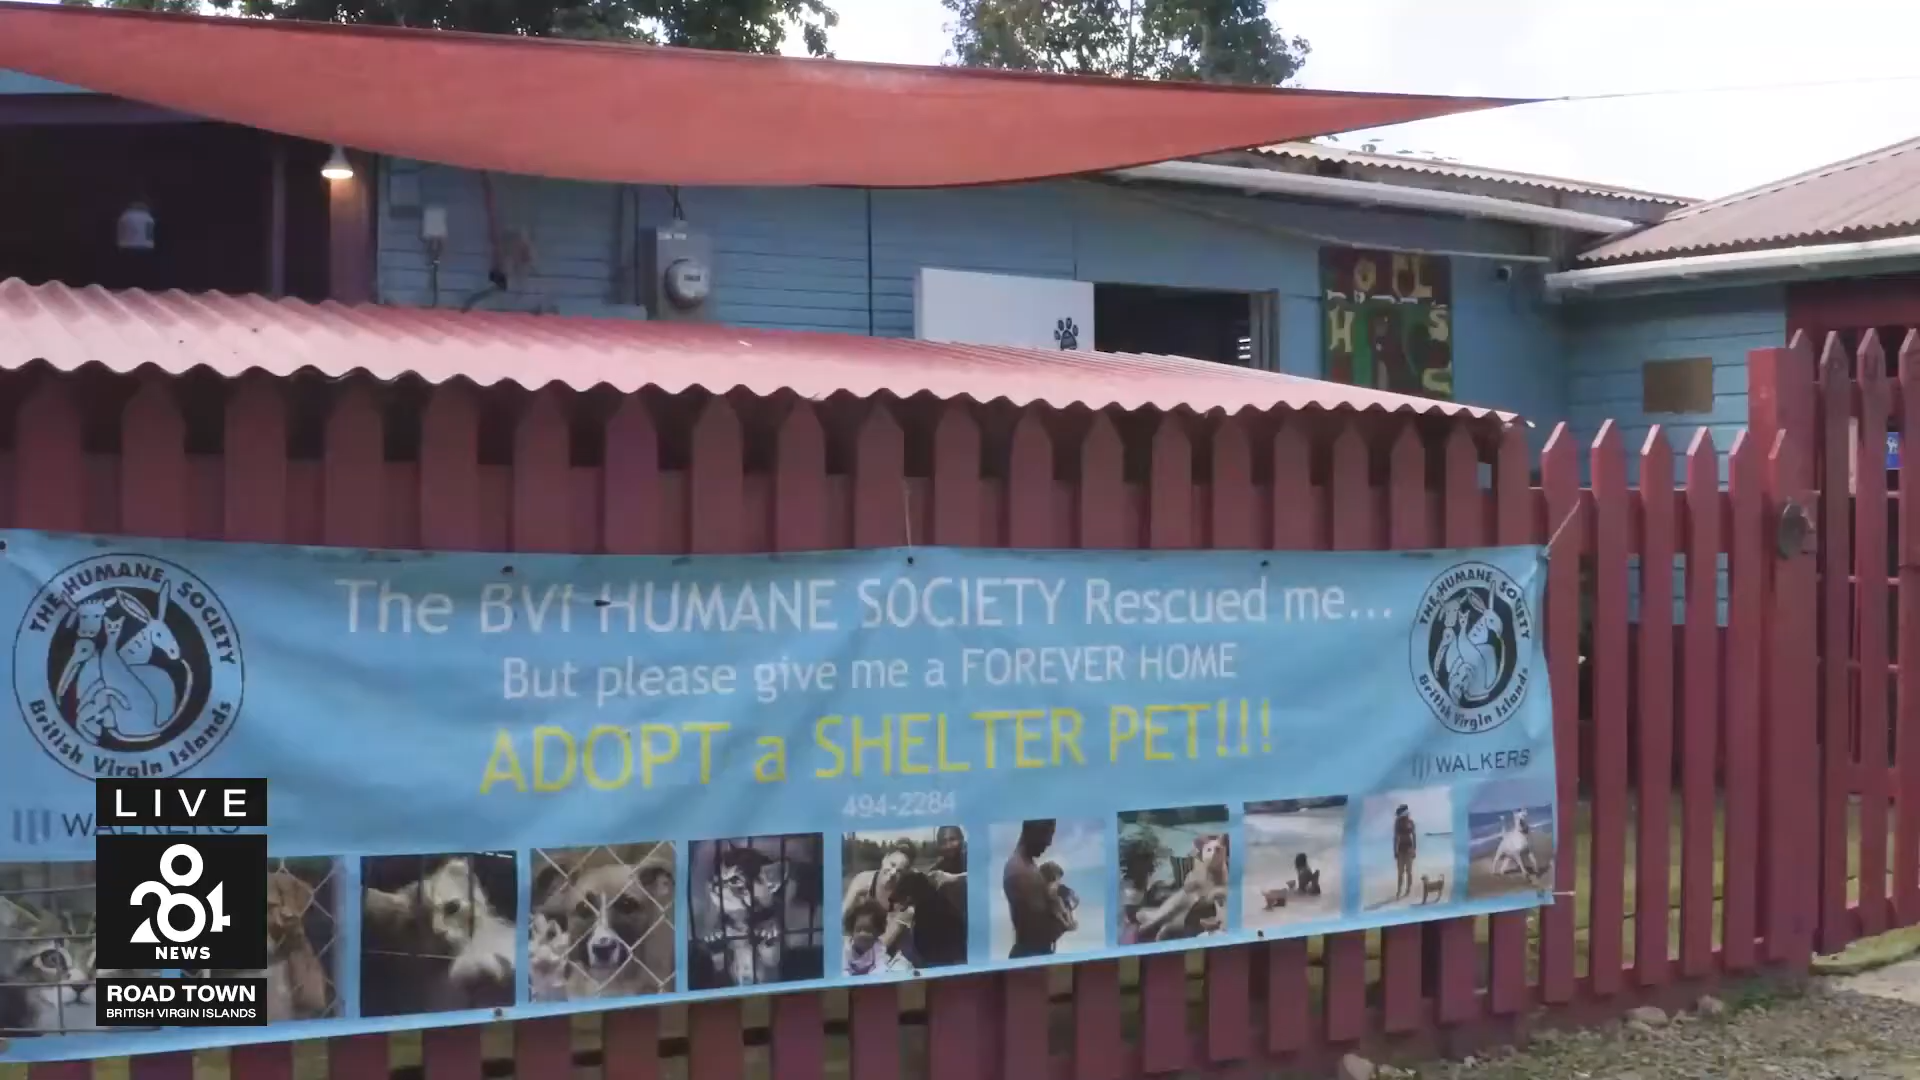 THE HUMANE SOCIETY
British Virgin Islands
The BVI HUMANE SOCIETY Rescued me...
But please give me a FOREVER HOME
ADOPT a SHELTER PET!!!
494-2284
THE HUMANE SOCIETY
British Virgin Islands
WALKERS
WALKERS
LIVE
284
NEWS
ROAD TOWN
BRITISH VIRGIN ISLANDS